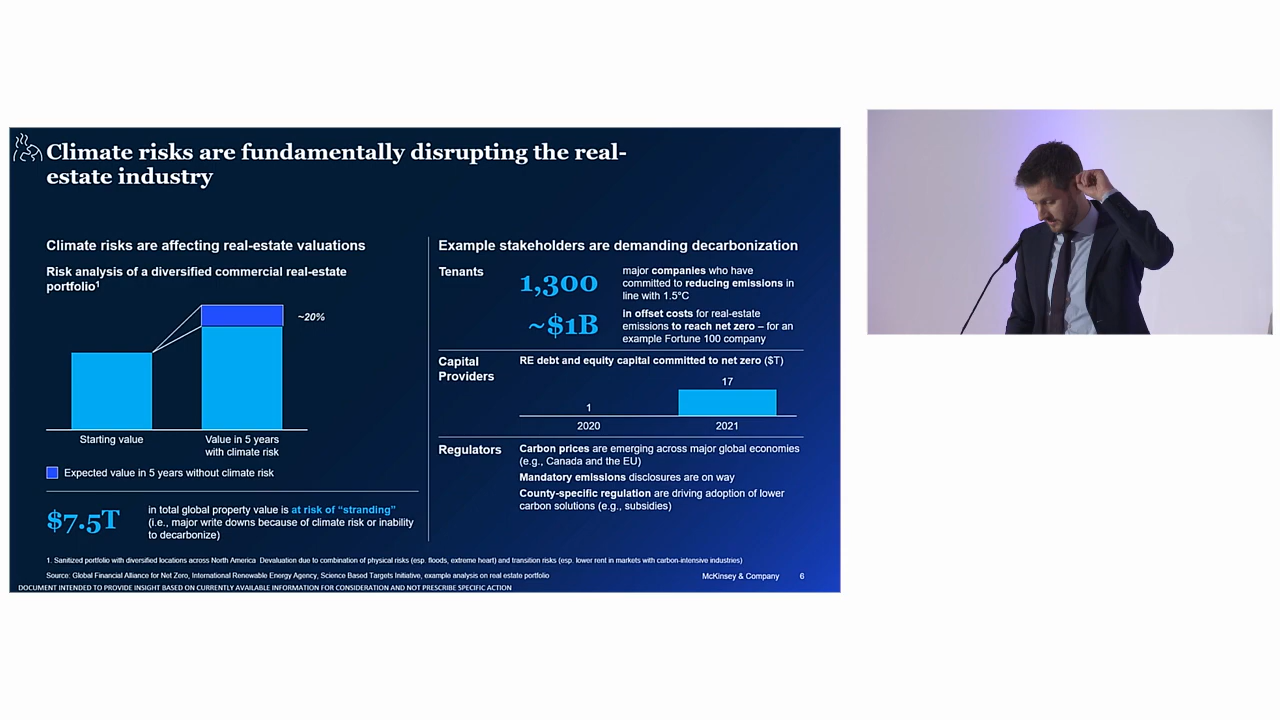 Climate risks are fundamentally disrupting the real-
estate industry
Climate risks are affecting real-estate valuations
Risk analysis of a diversified commercial real-estate
portfolio1
~20%
Starting value
Value in 5 years
with climate risk
Expected value in 5 years without climate risk
$7.5T
in total global property value is at risk of “stranding”
(i.e., major write downs because of climate risk or inability
to decarbonize)
Example stakeholders are demanding decarbonization
Tenants
1,300
major companies who have
committed to reducing emissions in
line with 1.5°C
~$1B
in offset costs for real-estate
emissions to reach net zero – for an
example Fortune 100 company
Capital
Providers
RE debt and equity capital committed to net zero ($T)
1
17
2020
2021
Regulators
Carbon prices are emerging across major global economies
(e.g., Canada and the EU)
Mandatory emissions disclosures are on way
County-specific regulation are driving adoption of lower
carbon solutions (e.g., subsidies)
1. Sanitized portfolio with diversified locations across North America Devaluation due to combination of physical risks (esp. floods, extreme heart) and transition risks (esp. lower rent in markets with carbon-intensive industries)
Source: Global Financial Alliance for Net Zero, International Renewable Energy Agency, Science Based Targets Initiative, example analysis on real estate portfolio
McKinsey & Company 6
DOCUMENT INTENDED TO PROVIDE INSIGHT BASED ON CURRENTLY AVAILABLE INFORMATION FOR CONSIDERATION AND NOT PRESCRIBE SPECIFIC ACTION